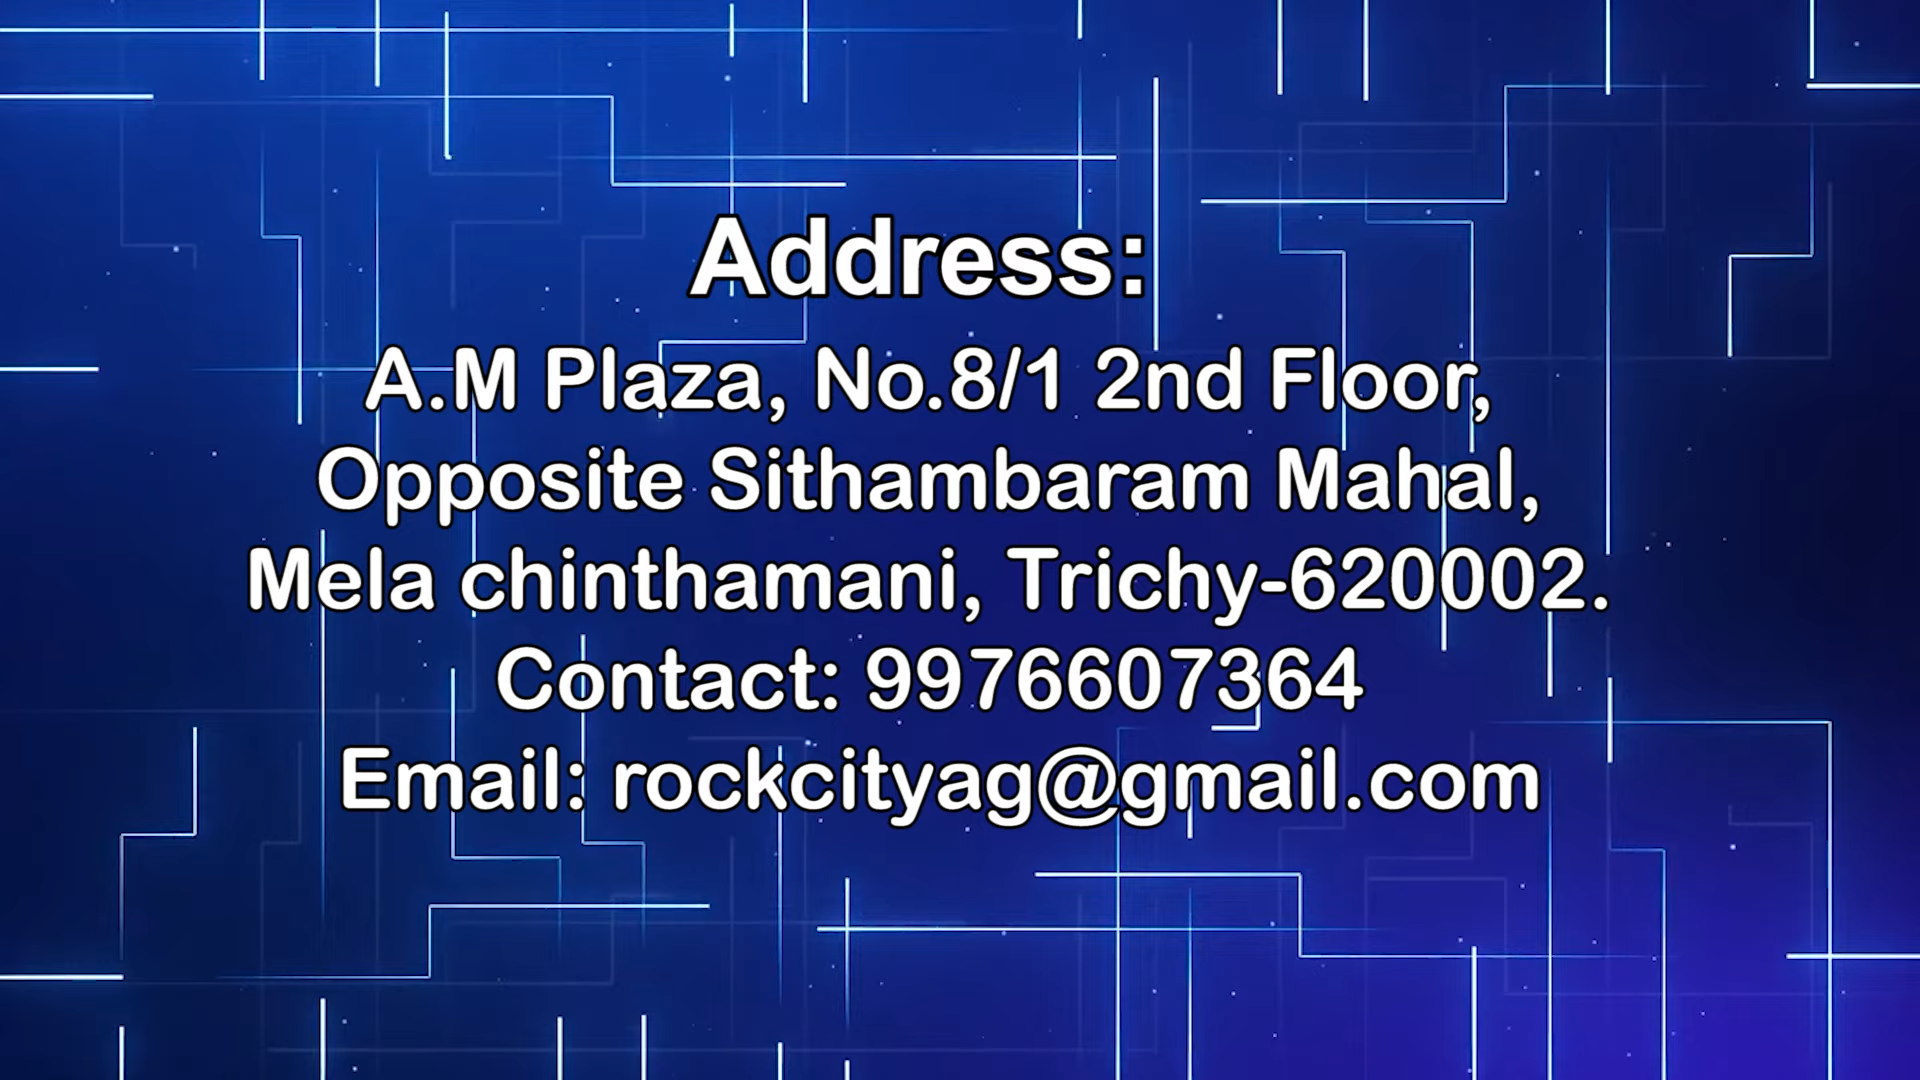 Address:
A.M Plaza, No.8/1 2nd Floor,
Opposite Sithambaram Mahal,
Mela chinthamani, Trichy-620002.
Contact: 9976607364
Email: rockcityag@gmail.com